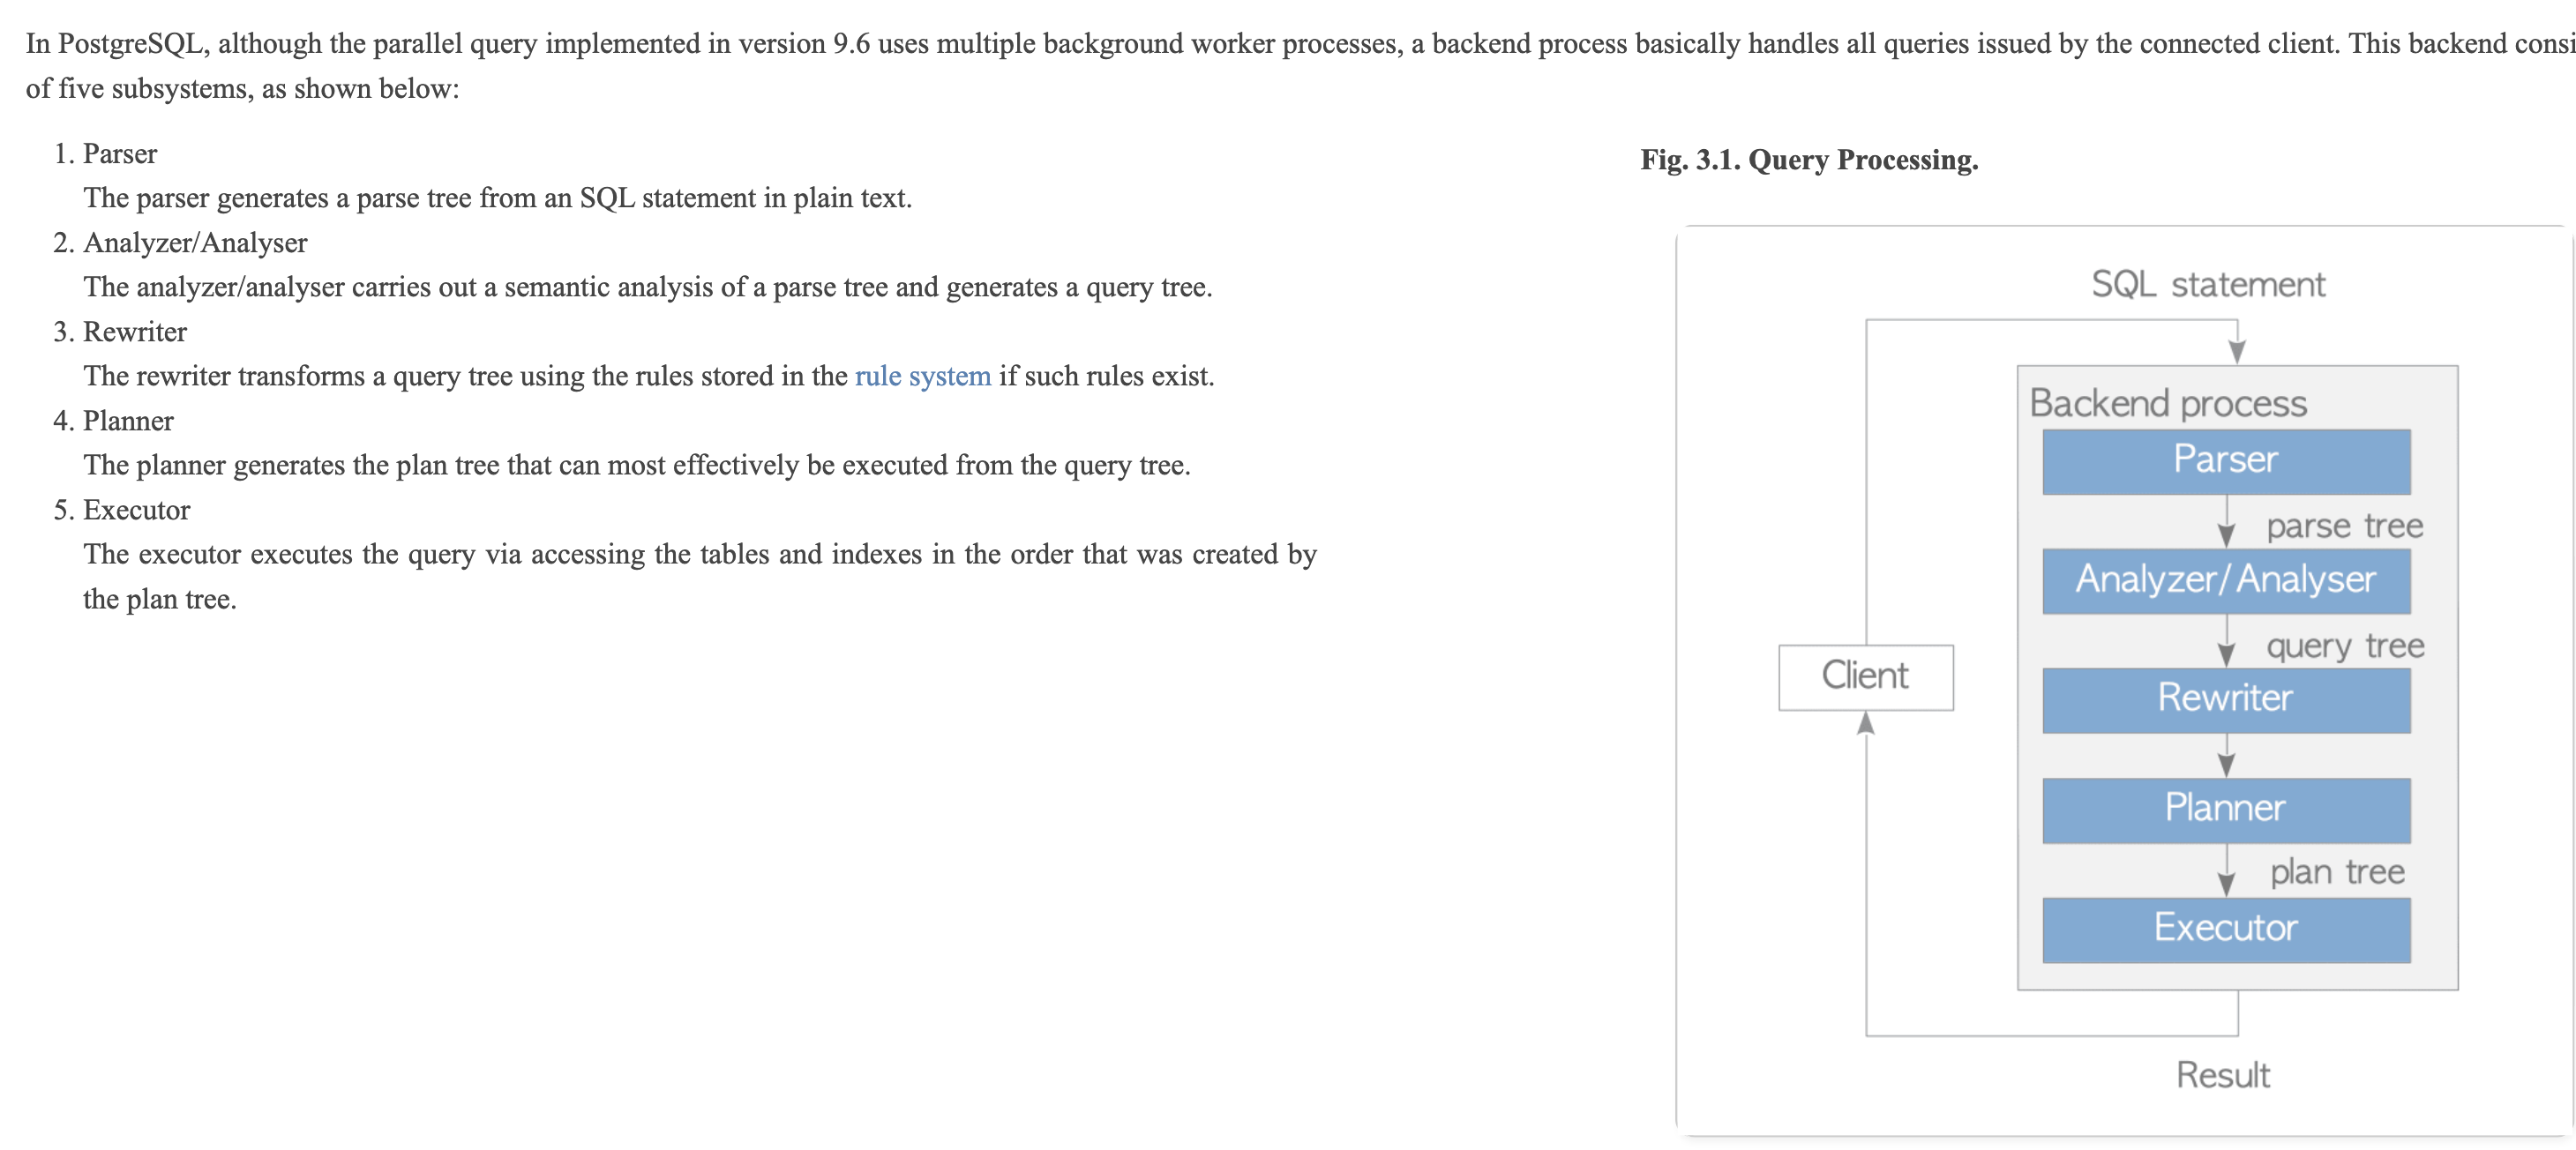 In PostgreSQL, although the parallel query implemented in version 9.6 uses multiple background worker processes, a backend process basically handles all queries issued by the connected client. This backend consi
of five subsystems, as shown below:
1. Parser
The parser generates a parse tree from an SQL statement in plain text.
2. Analyzer/Analyser
The analyzer/analyser carries out a semantic analysis of a parse tree and generates a query tree.
3. Rewriter
The rewriter transforms a query tree using the rules stored in the rule system if such rules exist.
4. Planner
The planner generates the plan tree that can most effectively be executed from the query tree.
5. Executor
The executor executes the query via accessing the tables and indexes in the order that was created by
the plan tree.
Fig. 3.1. Query Processing.
SQL statement
Backend process
Parser
parse tree
Analyzer/Analyser
query tree
Client
Rewriter
Planner
plan tree
Executor
Result